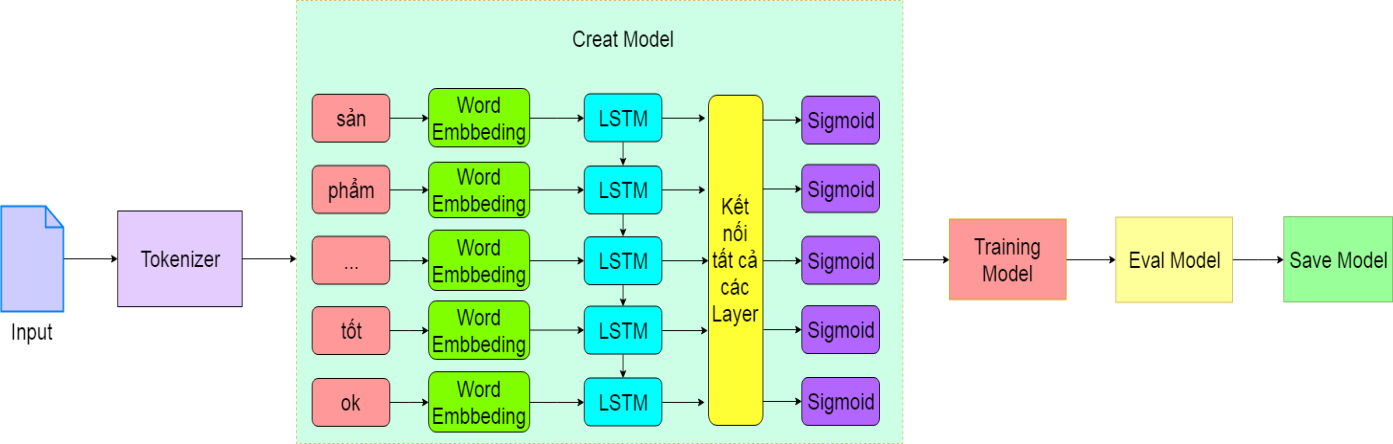 Creat Model
sản
Word
Embbeding
LSTM
Sigmoid
phẩm
Word
Embbeding
LSTM
Sigmoid
Kết
nối
tất cả
các
Layer
...
Word
Embbeding
LSTM
Sigmoid
tốt
Word
Embbeding
LSTM
Sigmoid
ok
Word
Embbeding
LSTM
Sigmoid
Input
Tokenizer
Training
Model
Eval Model
Save Model